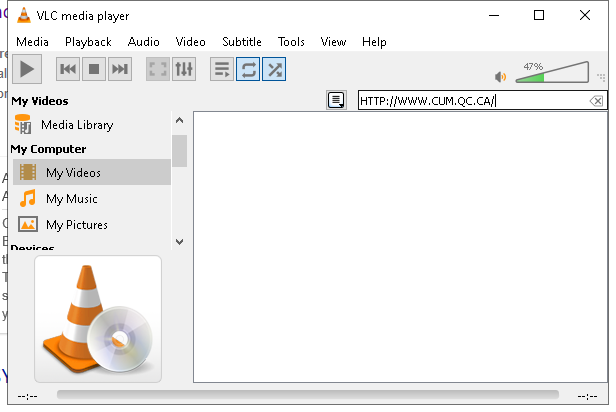 VLC media player
Media Playback Audio Video Subtitle Tools View Help
47%
My Videos
HTTP://WWW.CUM.QC.CA/
Media Library
My Computer
My Videos
My Music
My Pictures
Devices
--:-- --:--